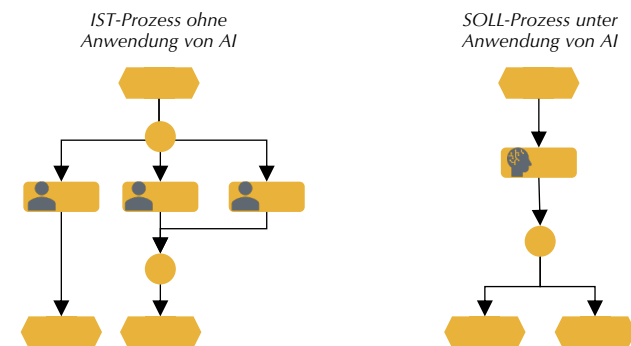 IST-Prozess ohne
Anwendung von AI
SOLL-Prozess unter
Anwendung von AI